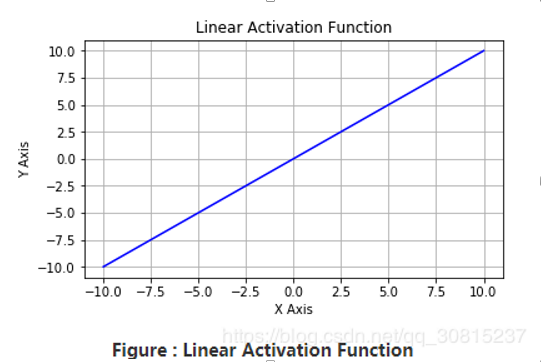 Linear Activation Function
10.0
7.5
5.0
2.5
0.0
−2.5
−5.0
−7.5
−10.0
Y Axis
−10.0 −7.5 −5.0 −2.5 0.0 2.5 5.0 7.5 10.0
X Axis
https://blog.csdn.net/qq_30815237
Figure : Linear Activation Function